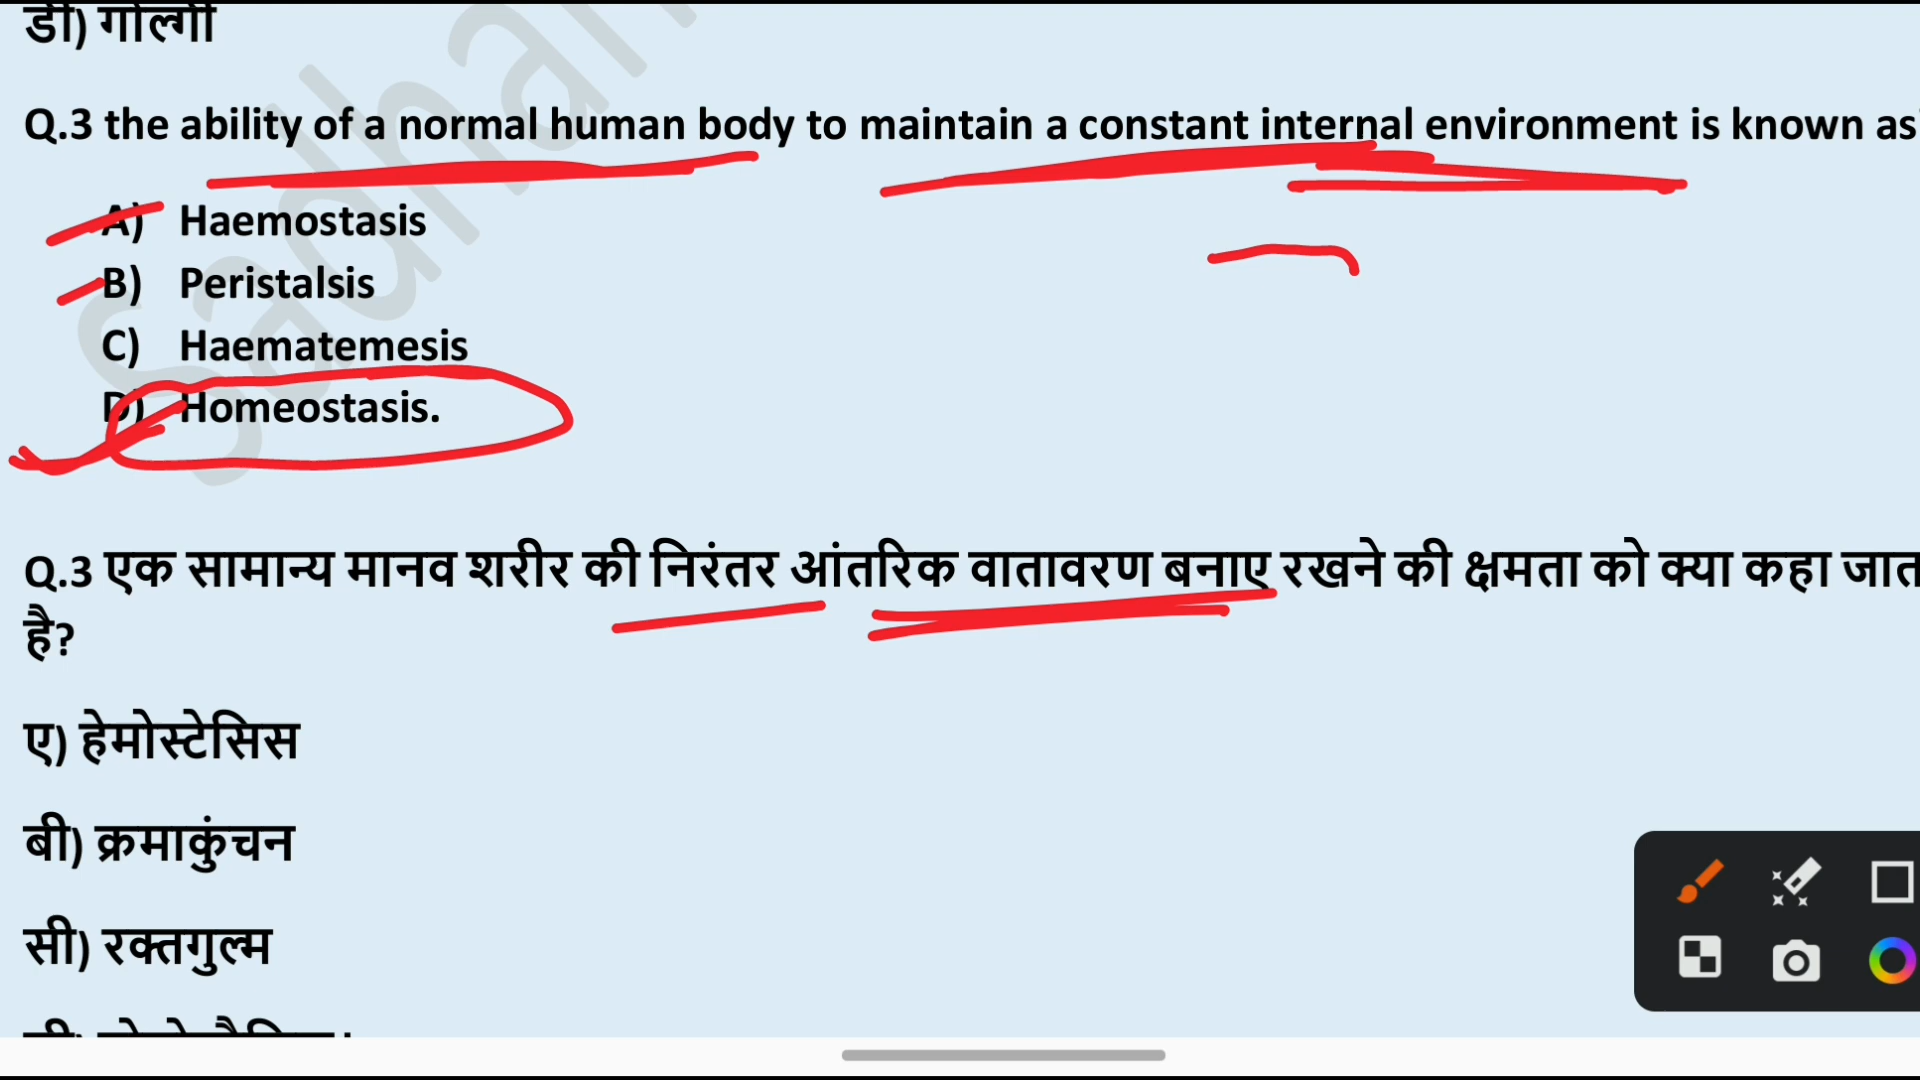 डी) गोल्गी
Q.3 the ability of a normal human body to maintain a constant internal environment is known as
A) Haemostasis
B) Peristalsis
C) Haematemesis
D) Homeostasis.
Q.3 एक सामान्य मानव शरीर की निरंतर आंतरिक वातावरण बनाए रखने की क्षमता को क्या कहा जात
है?
ए) हेमोस्टेसिस
बी) क्रमाकुंचन
सी) रक्तगुल्म